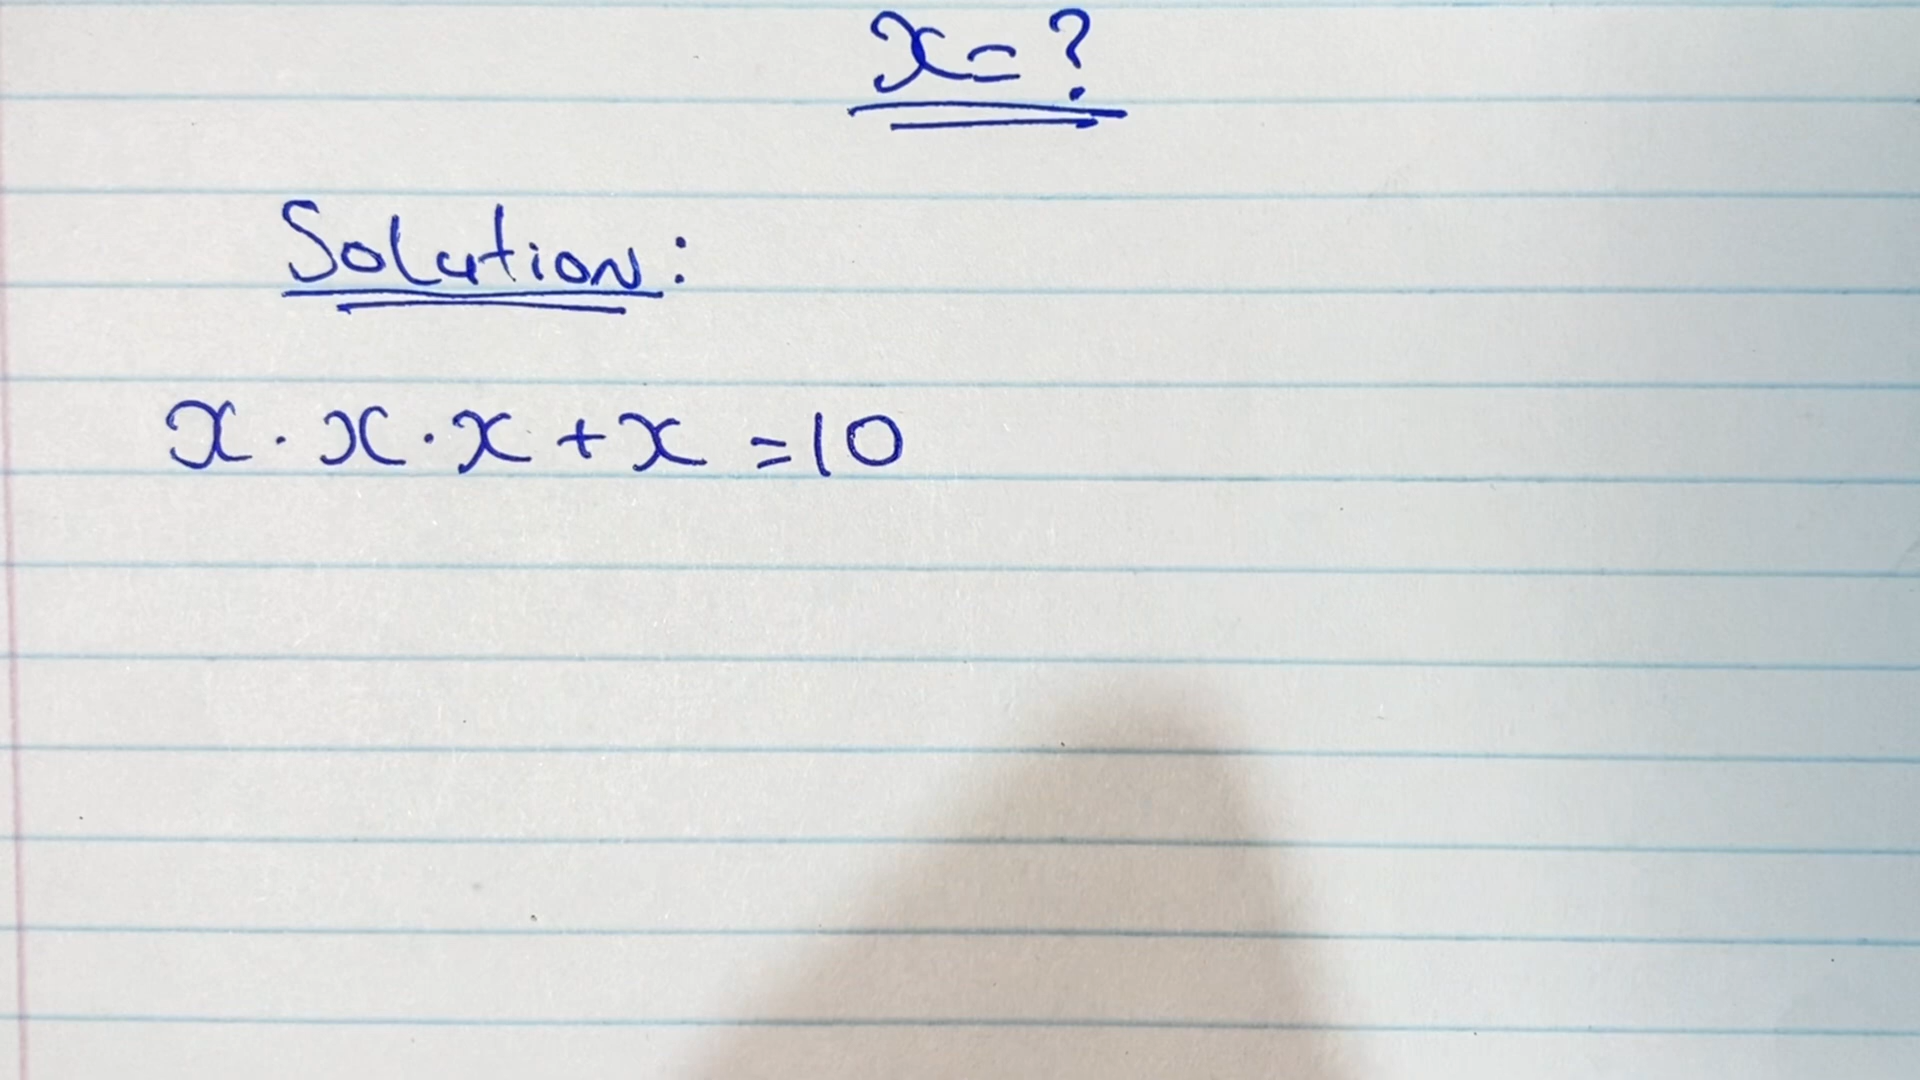 x=?
Solution:
x · x · x + x = 10